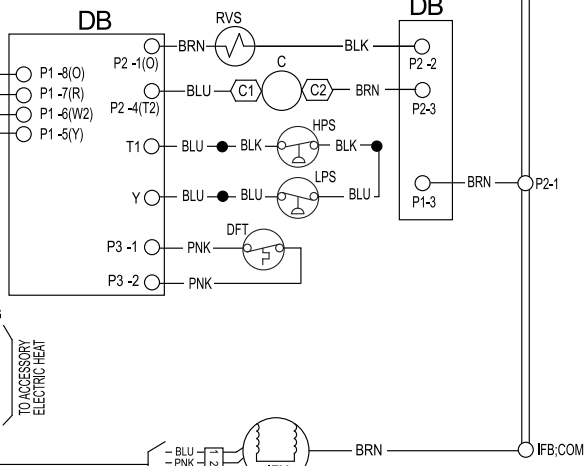 DB
DB
RVS
BRN
BLK
P2 -1(O)
P2 -2
P1 -8(O)
P1 -7(R)
P1 -6(W2)
P1 -5(Y)
C
BLU
C1
C2
BRN
P2 -4(T2)
P2-3
HPS
T1
BLU
BLK
BLK
LPS
Y
BLU
BLU
BLU
P1-3
BRN
P2-1
DFT
P3 -1
PNK
P3 -2
PNK
TO ACCESSORY
ELECTRIC HEAT
BLU
PNK
1
2
BRN
IFB;COM